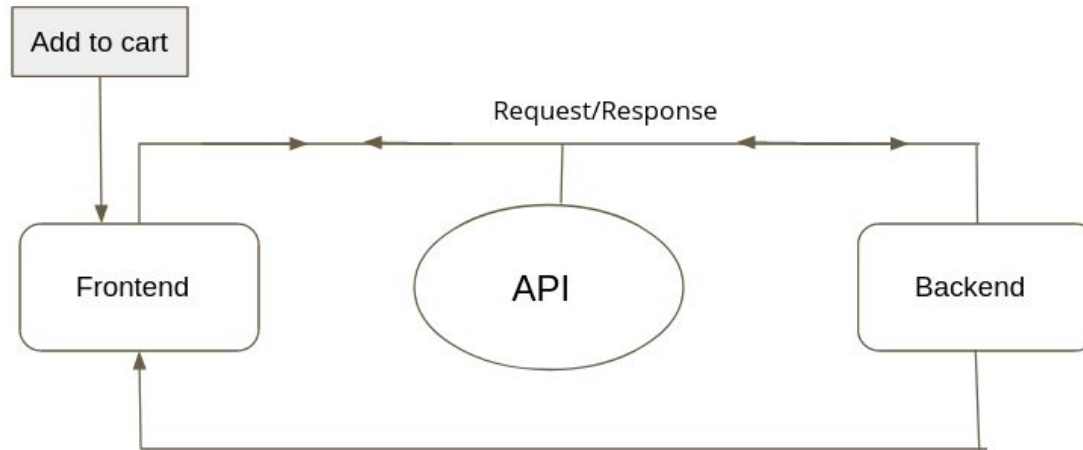 Add to cart
Request/Response
Frontend
API
Backend